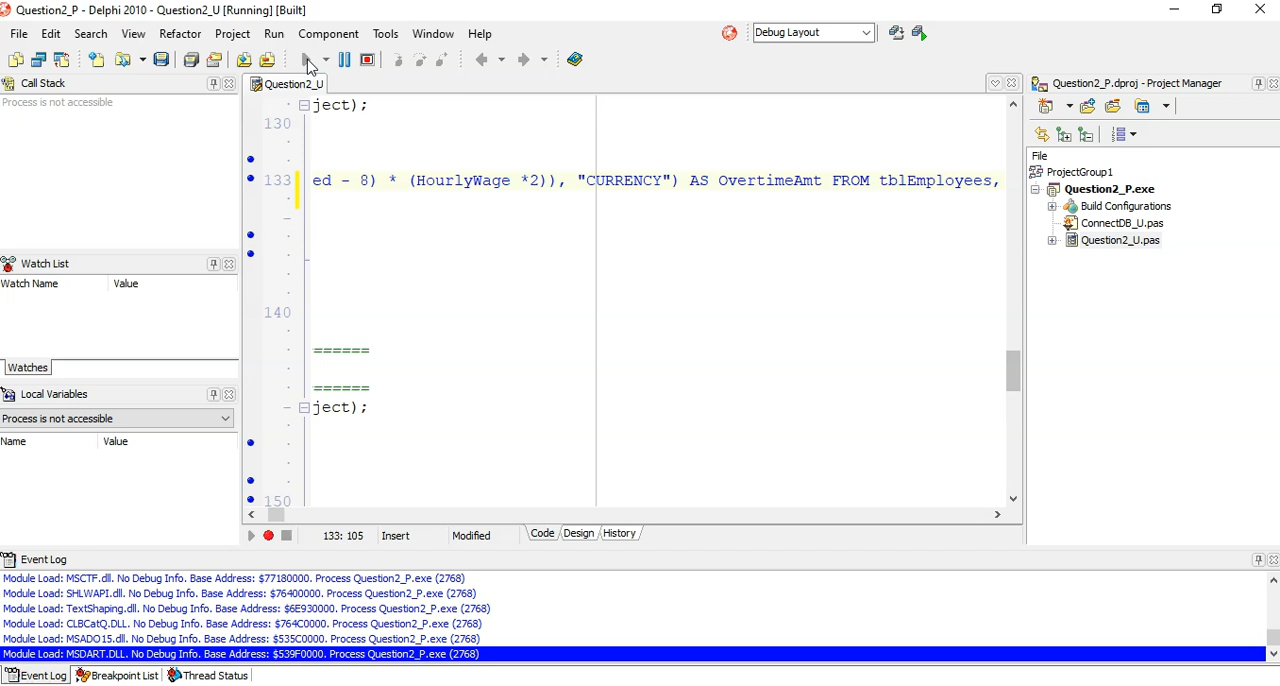 Question2_P - Delphi 2010 - Question2_U [Running] [Built]
File Edit Search View Refactor Project Run Component Tools Window Help
Debug Layout
Call Stack
Process is not accessible
Question2_U
ject);
130
133 ed - 8) * (HourlyWage *2)), "CURRENCY") AS OvertimeAmt FROM tblEmployees,
140
======
======
ject);
150
Watch List
Watch Name Value
Watches
Local Variables
Process is not accessible
Name Value
133: 105 Insert Modified Code Design History
Question2_P.dproj - Project Manager
File
ProjectGroup1
Question2_P.exe
Build Configurations
ConnectDB_U.pas
Question2_U.pas
Event Log
Module Load: MSCTF.dll. No Debug Info. Base Address: $77180000. Process Question2_P.exe (2768)
Module Load: SHLWAPI.dll. No Debug Info. Base Address: $76400000. Process Question2_P.exe (2768)
Module Load: TextShaping.dll. No Debug Info. Base Address: $6E930000. Process Question2_P.exe (2768)
Module Load: CLBCatQ.DLL. No Debug Info. Base Address: $764C0000. Process Question2_P.exe (2768)
Module Load: MSADO15.dll. No Debug Info. Base Address: $535C0000. Process Question2_P.exe (2768)
Module Load: MSDART.DLL. No Debug Info. Base Address: $539F0000. Process Question2_P.exe (2768)
Event Log Breakpoint List Thread Status